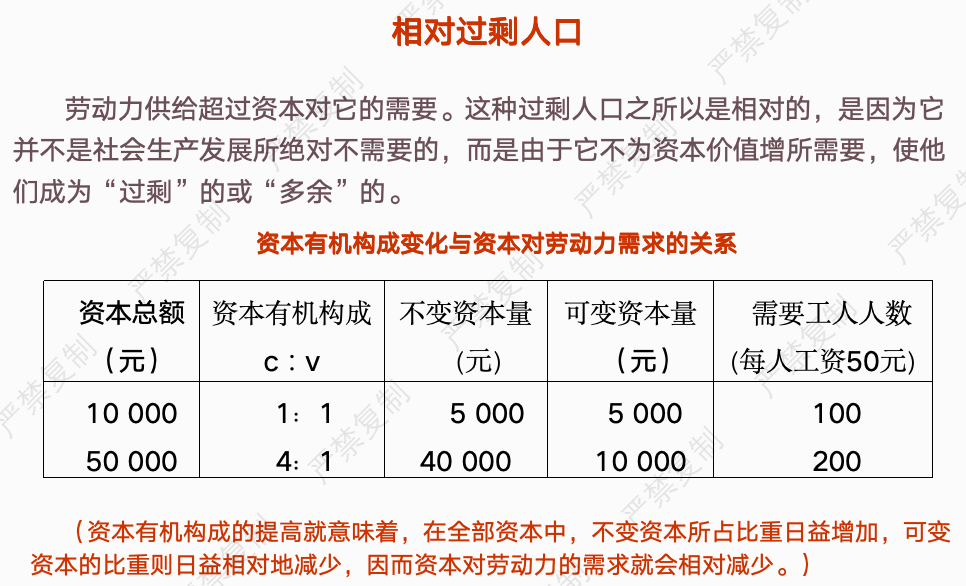 相对过剩人口
劳动力供给超过资本对它的需要。这种过剩人口之所以是相对的，是因为它
并不是社会生产发展所绝对不需要的，而是由于它不为资本价值增所需要，使他
们成为“过剩”的或“多余”的。
资本有机构成变化与资本对劳动力需求的关系
资本总额 资本有机构成 不变资本量 可变资本量 需要工人人数
（元） c：v (元) （元） (每人工资50元)
10 000 1：1 5 000 5 000 100
50 000 4：1 40 000 10 000 200
（资本有机构成的提高就意味着，在全部资本中，不变资本所占比重日益增加，可变
资本的比重则日益相对地减少，因而资本对劳动力的需求就会相对减少。）
严禁复制
严禁复制
严禁复制
严禁复制
严禁复制
严禁复制
严禁复制
严禁复制
严禁复制
严禁复制